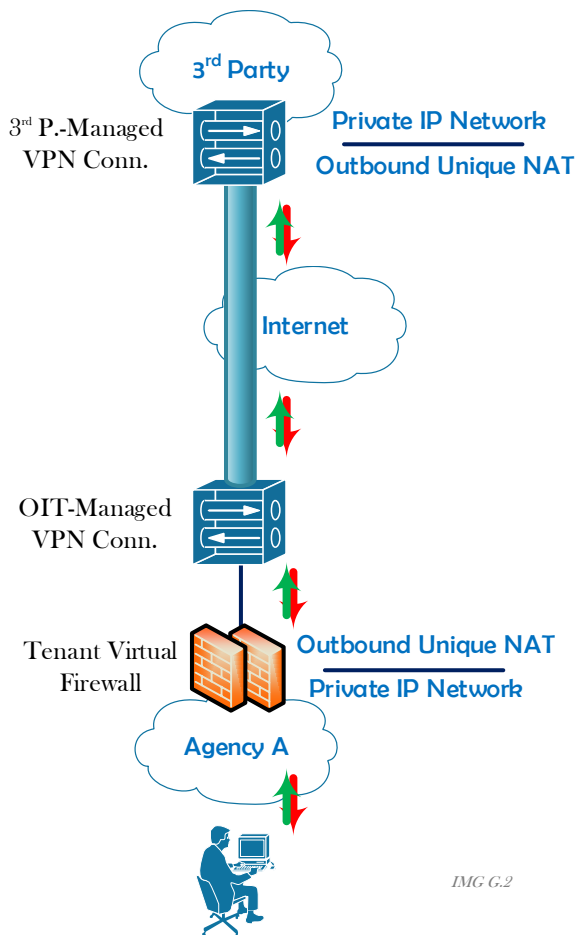 3rd Party
3rd P.-Managed
VPN Conn.
Private IP Network
Outbound Unique NAT
Internet
OIT-Managed
VPN Conn.
Tenant Virtual
Firewall
Outbound Unique NAT
Private IP Network
Agency A
IMG G.2